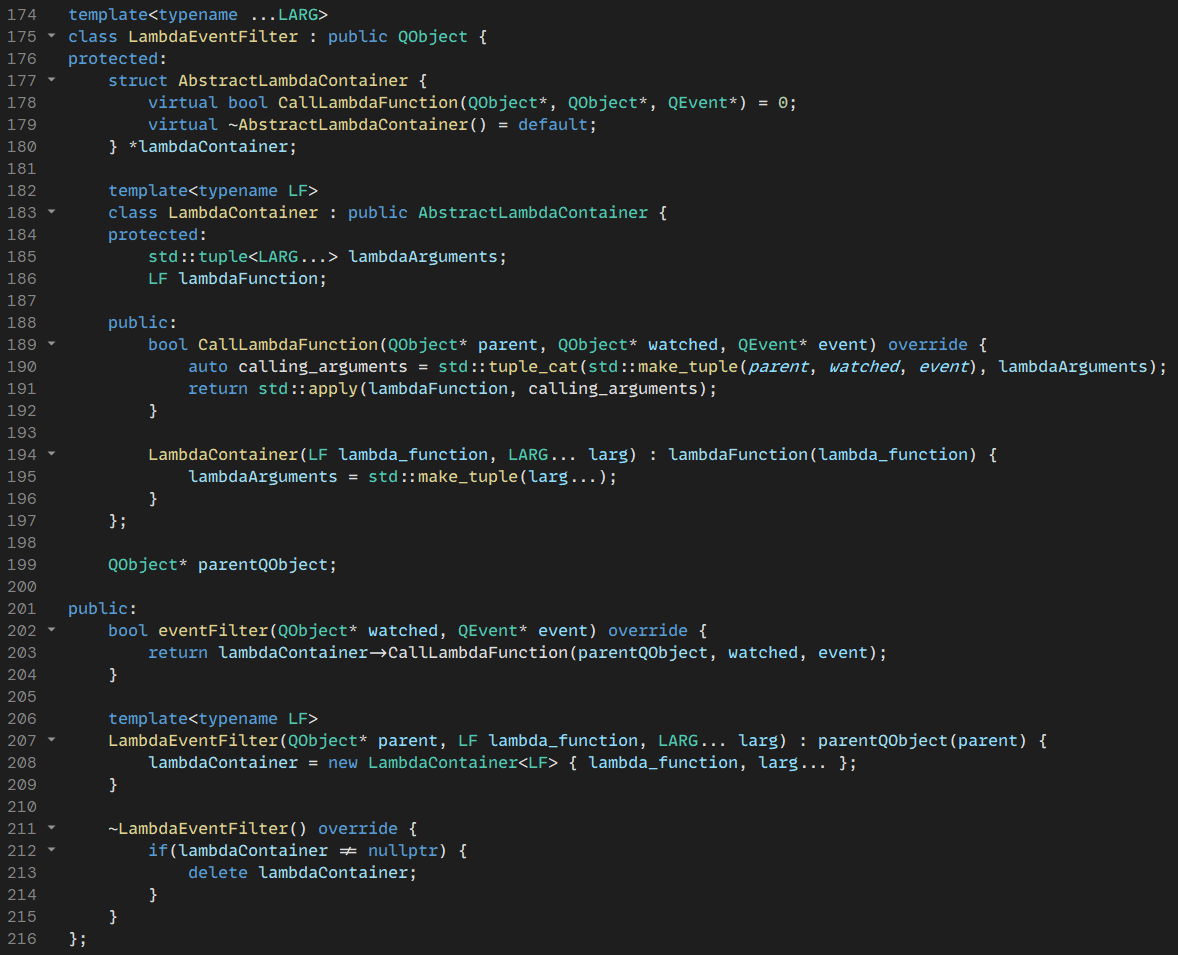 174 template<typename ...LARG>
175 class LambdaEventFilter : public QObject {
176 protected:
177     struct AbstractLambdaContainer {
178         virtual bool CallLambdaFunction(QObject*, QObject*, QEvent*) = 0;
179         virtual ~AbstractLambdaContainer() = default;
180     } *lambdaContainer;
181
182     template<typename LF>
183     class LambdaContainer : public AbstractLambdaContainer {
184     protected:
185         std::tuple<LARG...> lambdaArguments;
186         LF lambdaFunction;
187
188     public:
189         bool CallLambdaFunction(QObject* parent, QObject* watched, QEvent* event) override {
190             auto calling_arguments = std::tuple_cat(std::make_tuple(parent, watched, event), lambdaArguments);
191             return std::apply(lambdaFunction, calling_arguments);
192         }
193
194         LambdaContainer(LF lambda_function, LARG... larg) : lambdaFunction(lambda_function) {
195             lambdaArguments = std::make_tuple(larg...);
196         }
197     };
198
199     QObject* parentQObject;
200
201 public:
202     bool eventFilter(QObject* watched, QEvent* event) override {
203         return lambdaContainer->CallLambdaFunction(parentQObject, watched, event);
204     }
205
206     template<typename LF>
207     LambdaEventFilter(QObject* parent, LF lambda_function, LARG... larg) : parentQObject(parent) {
208         lambdaContainer = new LambdaContainer<LF> { lambda_function, larg... };
209     }
210
211     ~LambdaEventFilter() override {
212         if(lambdaContainer != nullptr) {
213             delete lambdaContainer;
214         }
215     }
216 };